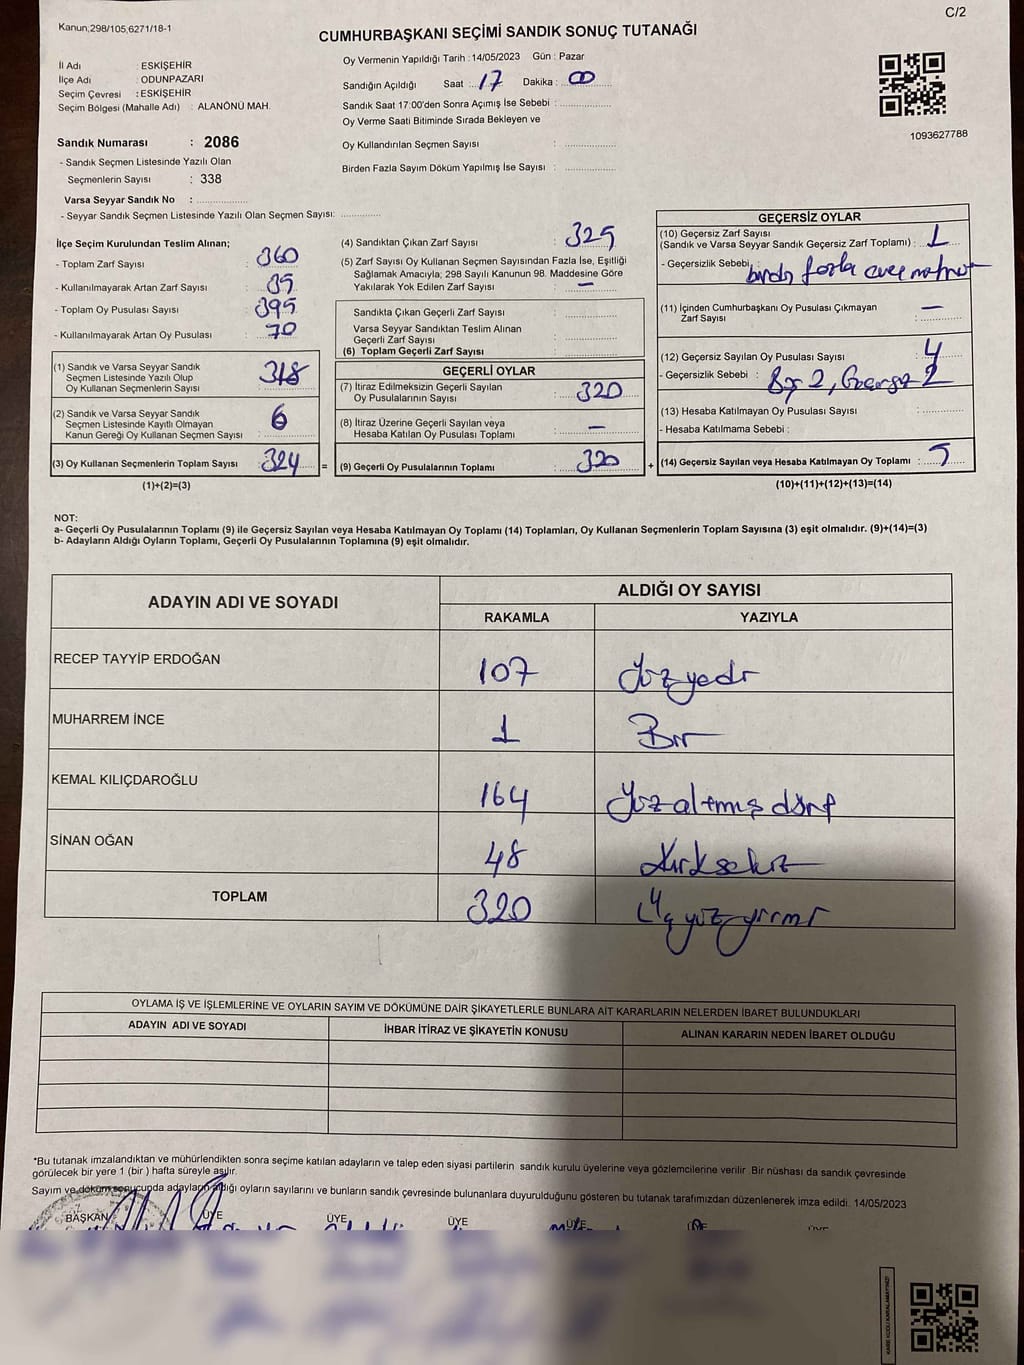 C/2
Kanun;298/105,6271/18-1
CUMHURBAŞKANI SEÇİMİ SANDIK SONUÇ TUTANAĞI
İl Adı : ESKİŞEHİR
İlçe Adı : ODUNPAZARI
Seçim Çevresi : ESKİŞEHİR
Seçim Bölgesi (Mahalle Adı) : ALANÖNÜ MAH.
Sandık Numarası : 2086
- Sandık Seçmen Listesinde Yazılı Olan
Seçmenlerin Sayısı : 338
Varsa Seyyar Sandık No :
- Seyyar Sandık Seçmen Listesinde Yazılı Olan Seçmen Sayısı:
Oy Vermenin Yapıldığı Tarih : 14/05/2023 Gün : Pazar
Sandığın Açıldığı Saat : 17 Dakika : 00
Sandık Saat 17:00'den Sonra Açımış İse Sebebi :
Oy Verme Saati Bitiminde Sırada Bekleyen ve
Oy Kullandırılan Seçmen Sayısı :
Birden Fazla Sayım Döküm Yapılmış İse Sayısı :
1093627788
İlçe Seçim Kurulundan Teslim Alınan;
- Toplam Zarf Sayısı : 360
- Kullanılmayarak Artan Zarf Sayısı : 35
- Toplam Oy Pusulası Sayısı : 395
- Kullanılmayarak Artan Oy Pusulası : 70
(1) Sandık ve Varsa Seyyar Sandık
Seçmen Listesinde Yazılı Olup
Oy Kullanan Seçmenlerin Sayısı : 318
(2) Sandık ve Varsa Seyyar Sandık
Seçmen Listesinde Kayıtlı Olmayan
Kanun Gereği Oy Kullanan Seçmen Sayısı : 6
(3) Oy Kullanan Seçmenlerin Toplam Sayısı : 324 =
(1)+(2)=(3)
(4) Sandıktan Çıkan Zarf Sayısı : 325
(5) Zarf Sayısı Oy Kullanan Seçmen Sayısından Fazla İse, Eşitliği
Sağlamak Amacıyla; 298 Sayılı Kanunun 98. Maddesine Göre
Yakılarak Yok Edilen Zarf Sayısı : —
Sandıkta Çıkan Geçerli Zarf Sayısı :
Varsa Seyyar Sandıktan Teslim Alınan
Geçerli Zarf Sayısı :
(6) Toplam Geçerli Zarf Sayısı :
GEÇERLİ OYLAR
(7) İtiraz Edilmeksizin Geçerli Sayılan
Oy Pusulalarının Sayısı : 320
(8) İtiraz Üzerine Geçerli Sayılan veya
Hesaba Katılan Oy Pusulası Toplamı : —
(9) Geçerli Oy Pusulalarının Toplamı : 320 +
GEÇERSİZ OYLAR
(10) Geçersiz Zarf Sayısı
(Sandık ve Varsa Seyyar Sandık Geçersiz Zarf Toplamı) : 1
- Geçersizlik Sebebi : birden fazla
(11) İçinden Cumhurbaşkanı Oy Pusulası Çıkmayan
Zarf Sayısı : —
(12) Geçersiz Sayılan Oy Pusulası Sayısı : 4
- Geçersizlik Sebebi : Boş 2, Geçersiz 2
(13) Hesaba Katılmayan Oy Pusulası Sayısı :
- Hesaba Katılmama Sebebi :
(14) Geçersiz Sayılan veya Hesaba Katılmayan Oy Toplamı : 5
(10)+(11)+(12)+(13)=(14)
NOT:
a- Geçerli Oy Pusulalarının Toplamı (9) ile Geçersiz Sayılan veya Hesaba Katılmayan Oy Toplamı (14) Toplamları, Oy Kullanan Seçmenlerin Toplam Sayısına (3) eşit olmalıdır. (9)+(14)=(3)
b- Adayların Aldığı Oyların Toplamı, Geçerli Oy Pusulalarının Toplamına (9) eşit olmalıdır.
ADAYIN ADI VE SOYADI ALDIĞI OY SAYISI
RAKAMLA YAZIYLA
RECEP TAYYİP ERDOĞAN 107 Yüzyedi
MUHARREM İNCE 1 Bir
KEMAL KILIÇDAROĞLU 164 Yüzaltmışdört
SİNAN OĞAN 48 Kırksekiz
TOPLAM 320 Üçyüzyirmi
OYLAMA İŞ VE İŞLEMLERİNE VE OYLARIN SAYIM VE DÖKÜMÜNE DAİR ŞİKAYETLERLE BUNLARA AİT KARARLARIN NELERDEN İBARET BULUNDUKLARI
ADAYIN ADI VE SOYADI İHBAR İTİRAZ VE ŞİKAYETİN KONUSU ALINAN KARARIN NEDEN İBARET OLDUĞU
*Bu tutanak imzalandıktan ve mühürlendikten sonra seçime katılan adayların ve talep eden siyasi partilerin sandık kurulu üyelerine veya gözlemcilerine verilir .Bir nüshası da sandık çevresinde
görülecek bir yere 1 (bir ) hafta süreyle asılır.
Sayım ve döküm sonucunda adayların aldığı oyların sayılarını ve bunların sandık çevresinde bulunanlara duyurulduğunu gösteren bu tutanak tarafımızdan düzenlenerek imza edildi. 14/05/2023
BAŞKAN ÜYE ÜYE ÜYE ÜYE ÜYE ÜYE